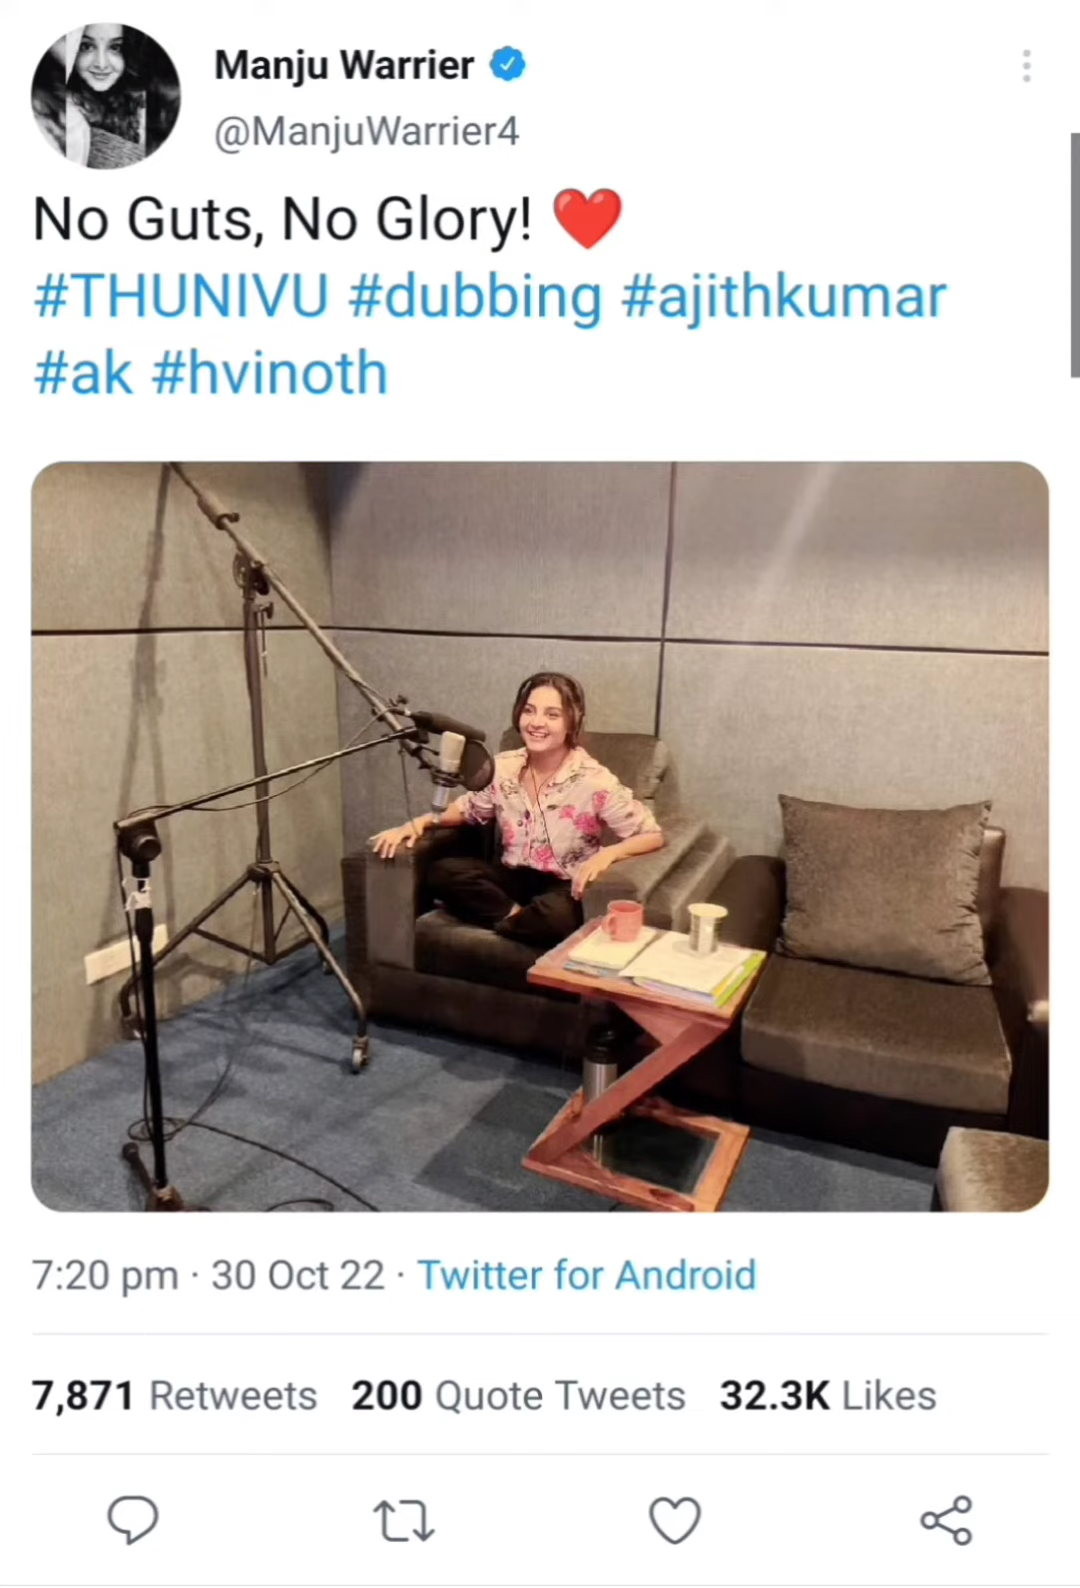 Manju Warrier
@ManjuWarrier4
No Guts, No Glory! ❤️
#THUNIVU #dubbing #ajithkumar
#ak #hvinoth
7:20 pm · 30 Oct 22 · Twitter for Android
7,871 Retweets 200 Quote Tweets 32.3K Likes